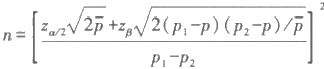 n = [ (z_{α/2}√(2p̄) + z_β√(2(p₁-p)(p₂-p)/p̄)) / (p₁-p₂) ]²